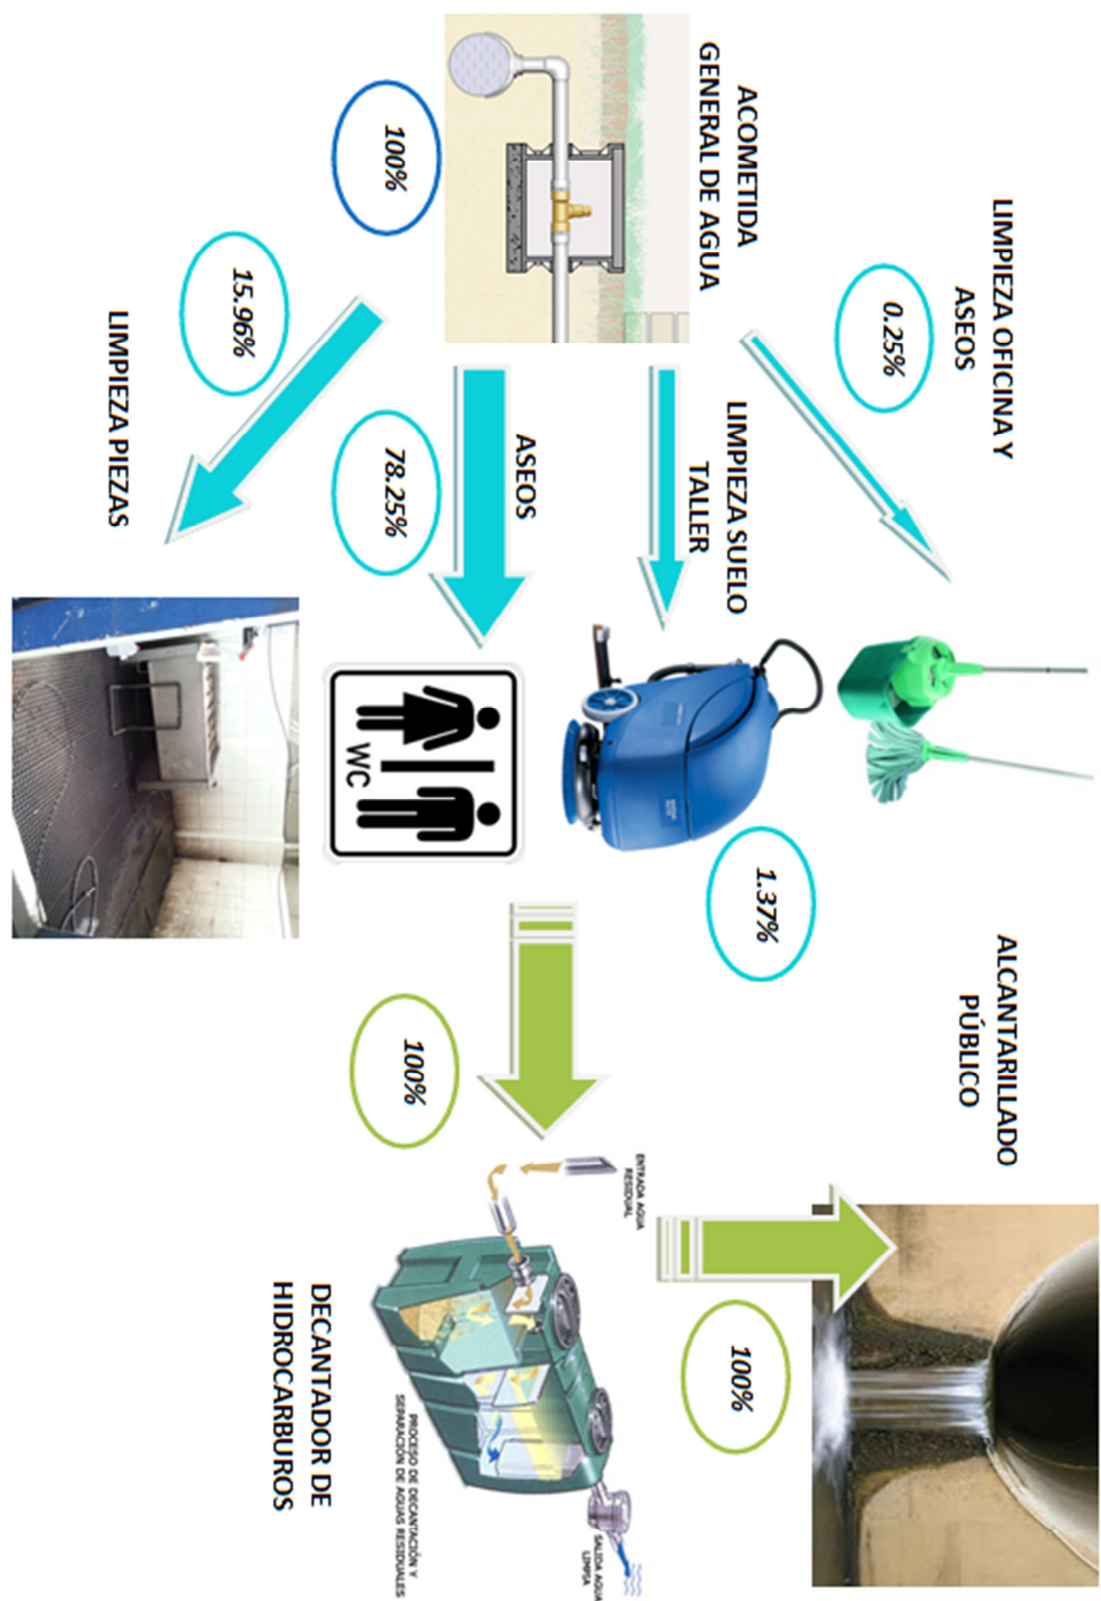 LIMPIEZA OFICINA Y
ASEOS
0.25%
ACOMETIDA
GENERAL DE AGUA
100%
LIMPIEZA SUELO
TALLER
1.37%
ASEOS
78.25%
WC
15.96%
LIMPIEZA PIEZAS
ALCANTARILLADO
PÚBLICO
100%
100%
ENTRADA AGUA
RESIDUAL
SALIDA AGUA
LIMPIA
PROCESO DE DECANTACIÓN Y
SEPARACIÓN DE AGUAS RESIDUALES
DECANTADOR DE
HIDROCARBUROS